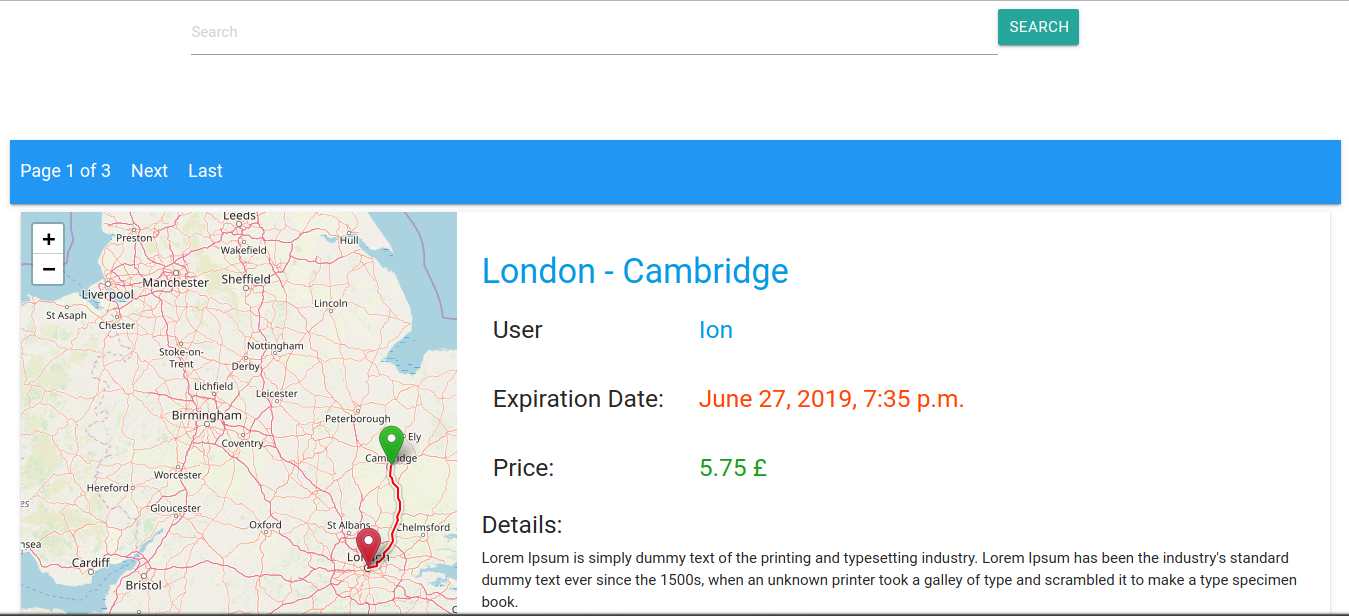 Search
SEARCH
Page 1 of 3 Next Last
+
−
Leeds
Preston
Hull
Wakefield
Manchester
Sheffield
Liverpool
Lincoln
St Asaph
Chester
Stoke-on-
Trent
Nottingham
Derby
Lichfield
Leicester
Birmingham
Peterborough
Coventry
Ely
Cambridge
Worcester
Hereford
Gloucester
Oxford
St Albans
Chelmsford
nsea
Cardiff
London
Bristol
London - Cambridge
User Ion
Expiration Date: June 27, 2019, 7:35 p.m.
Price: 5.75 £
Details:
Lorem Ipsum is simply dummy text of the printing and typesetting industry. Lorem Ipsum has been the industry's standard
dummy text ever since the 1500s, when an unknown printer took a galley of type and scrambled it to make a type specimen
book.